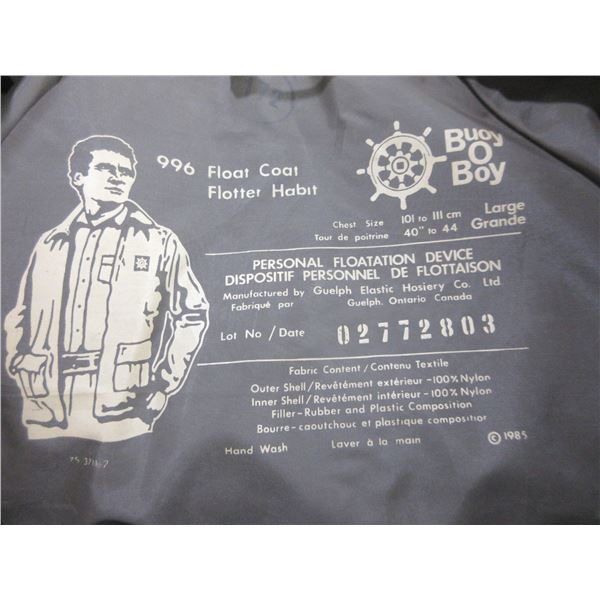 996 Float Coat
Flotter Habit
Buoy
O
Boy
Chest Size 101 to 111 cm Large
Tour de poitrine 40" to 44 Grande
PERSONAL FLOATATION DEVICE
DISPOSITIF PERSONNEL DE FLOTTAISON
Manufactured by Guelph Elastic Hosiery Co. Ltd.
Fabriqué par Guelph, Ontario Canada
Lot No / Date 02772803
Fabric Content / Contenu Textile
Outer Shell / Revêtément extérieur - 100% Nylon
Inner Shell / Revêtément intérieur - 100% Nylon
Filler - Rubber and Plastic Composition
Bourre - caoutchouc et plastique compositior
Hand Wash Laver à la main
© 1985